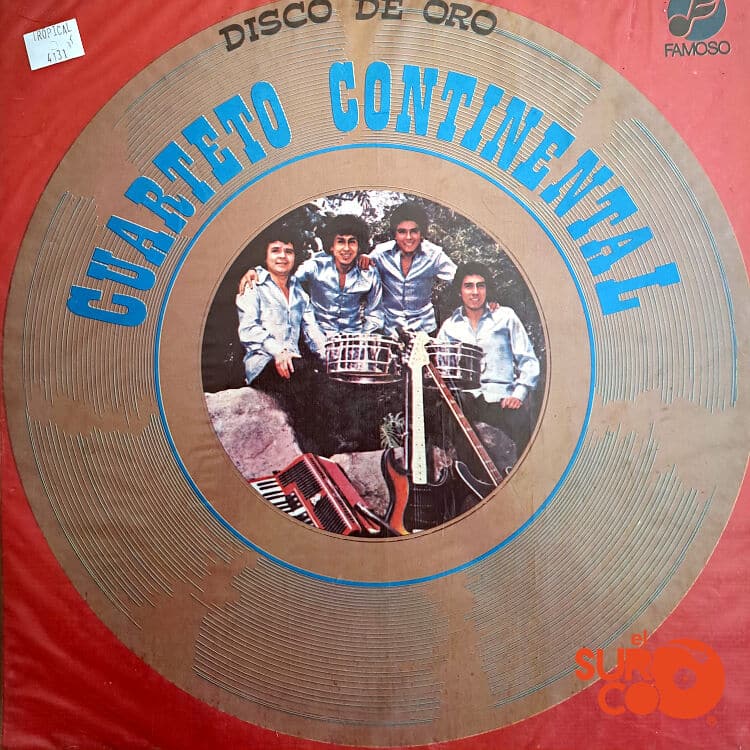 DISCO DE ORO
FAMOSO
TROPICAL
4131
CUARTETO CONTINENTAL
el
SURCO